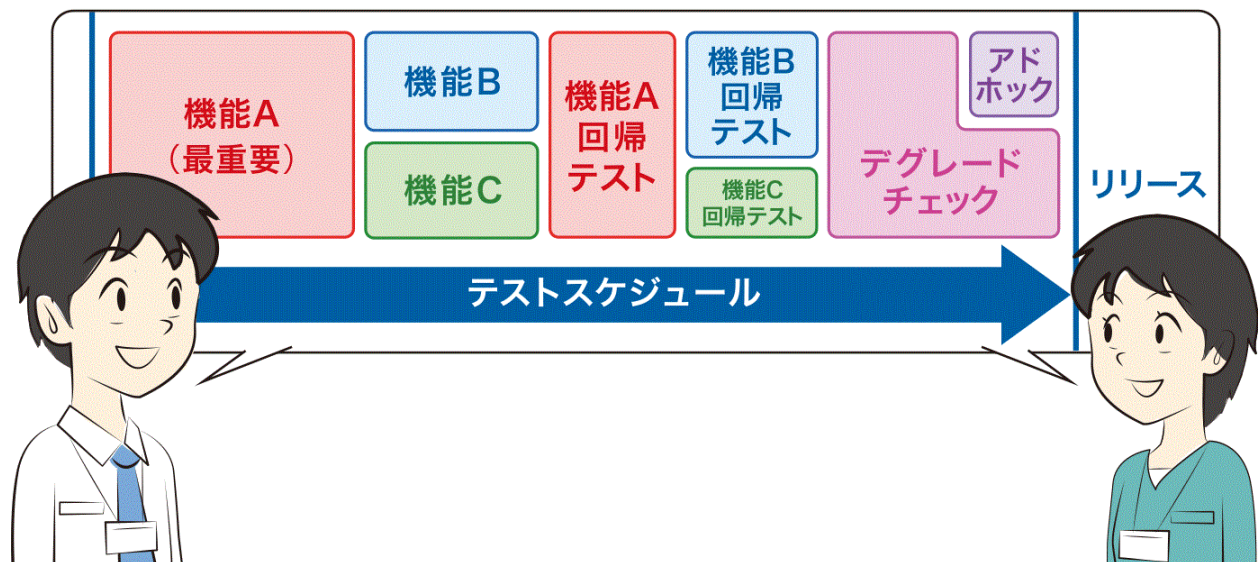 機能A
（最重要）
機能B
機能C
機能A
回帰
テスト
機能B
回帰
テスト
機能C
回帰テスト
デグレード
チェック
アド
ホック
リリース
テストスケジュール